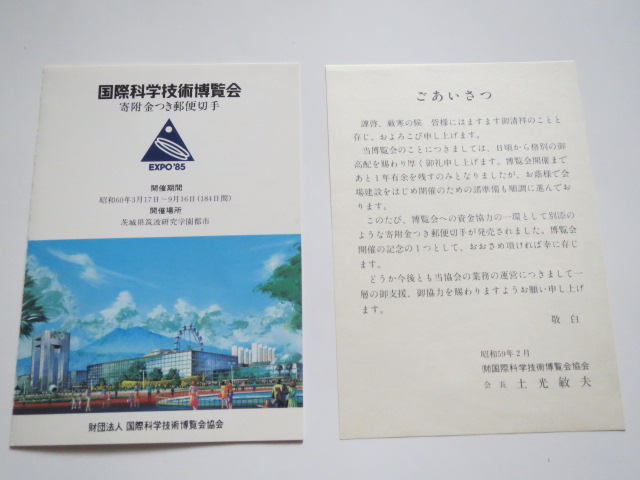 国際科学技術博覧会
寄附金つき郵便切手
EXPO'85
開催期間
昭和60年3月17日~9月16日(184日間)
開催場所
茨城県筑波研究学園都市
財団法人 国際科学技術博覧会協会
ごあいさつ
謹啓、厳寒の候 皆様にはますます御清祥のことと
存じ、およろこび申し上げます。
当博覧会のことにつきましては、日頃から格別の御
高配を賜わり厚く御礼申し上げます。博覧会開催まで
あと1年有余を残すのみとなりましたが、お蔭様で会
場建設をはじめ開催のための諸準備も順調に進んでお
ります。
このたび、博覧会への資金協力の一環として別添の
ような寄附金つき郵便切手が発売されました。博覧会
開催の記念の1つとして、おおさめ頂ければ幸に存じ
ます。
どうか今後とも当協会の業務の運営につきまして一
層の御支援、御協力を賜わりますようお願い申し上げ
ます。
敬白
昭和59年2月
(財)国際科学技術博覧会協会
会長 土光敏夫